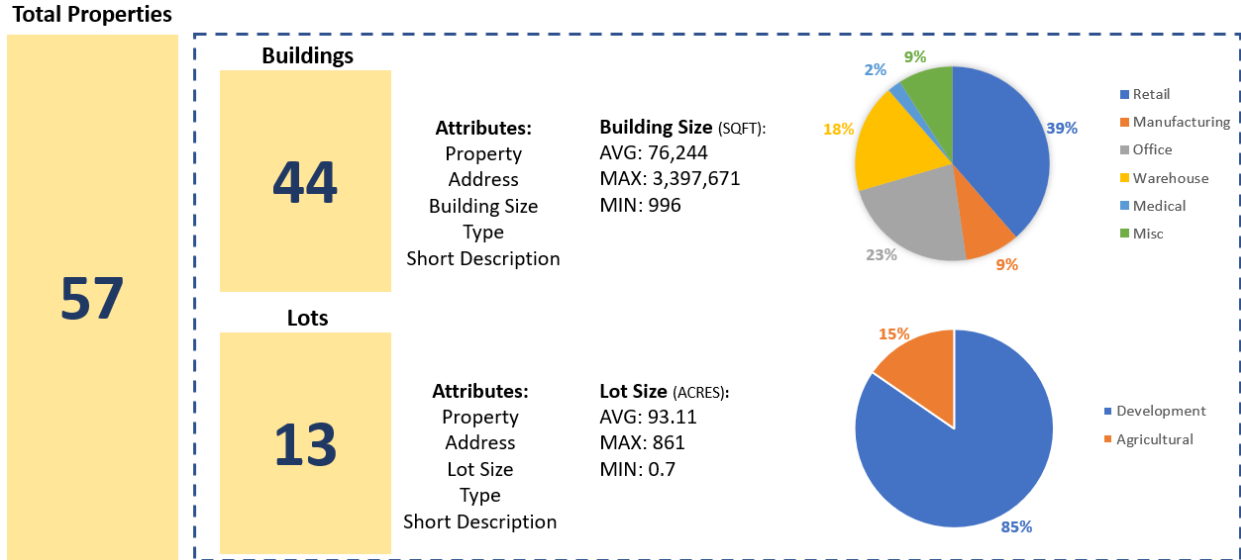 Total Properties
57
Buildings
44
Attributes:
Property
Address
Building Size
Type
Short Description
Building Size (SQFT):
AVG: 76,244
MAX: 3,397,671
MIN: 996
2%
9%
18%
39%
23%
9%
Retail
Manufacturing
Office
Warehouse
Medical
Misc
Lots
13
Attributes:
Property
Address
Lot Size
Type
Short Description
Lot Size (ACRES):
AVG: 93.11
MAX: 861
MIN: 0.7
15%
85%
Development
Agricultural